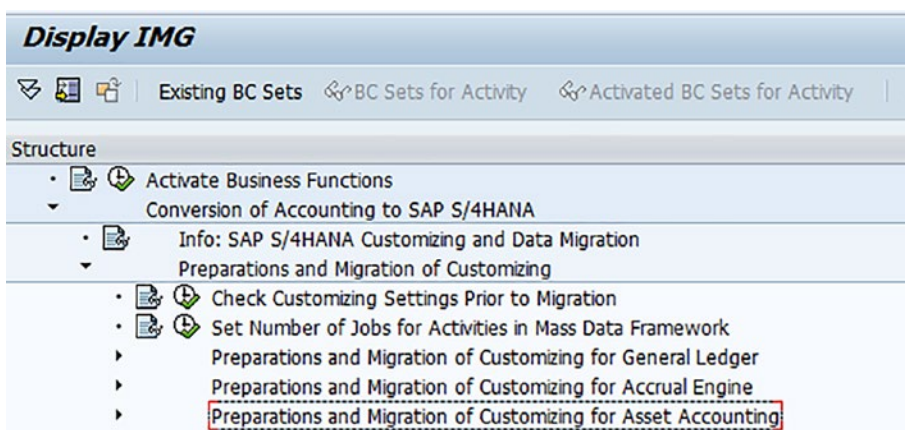 Display IMG
Existing BC Sets BC Sets for Activity Activated BC Sets for Activity
Structure
Activate Business Functions
Conversion of Accounting to SAP S/4HANA
Info: SAP S/4HANA Customizing and Data Migration
Preparations and Migration of Customizing
Check Customizing Settings Prior to Migration
Set Number of Jobs for Activities in Mass Data Framework
Preparations and Migration of Customizing for General Ledger
Preparations and Migration of Customizing for Accrual Engine
Preparations and Migration of Customizing for Asset Accounting